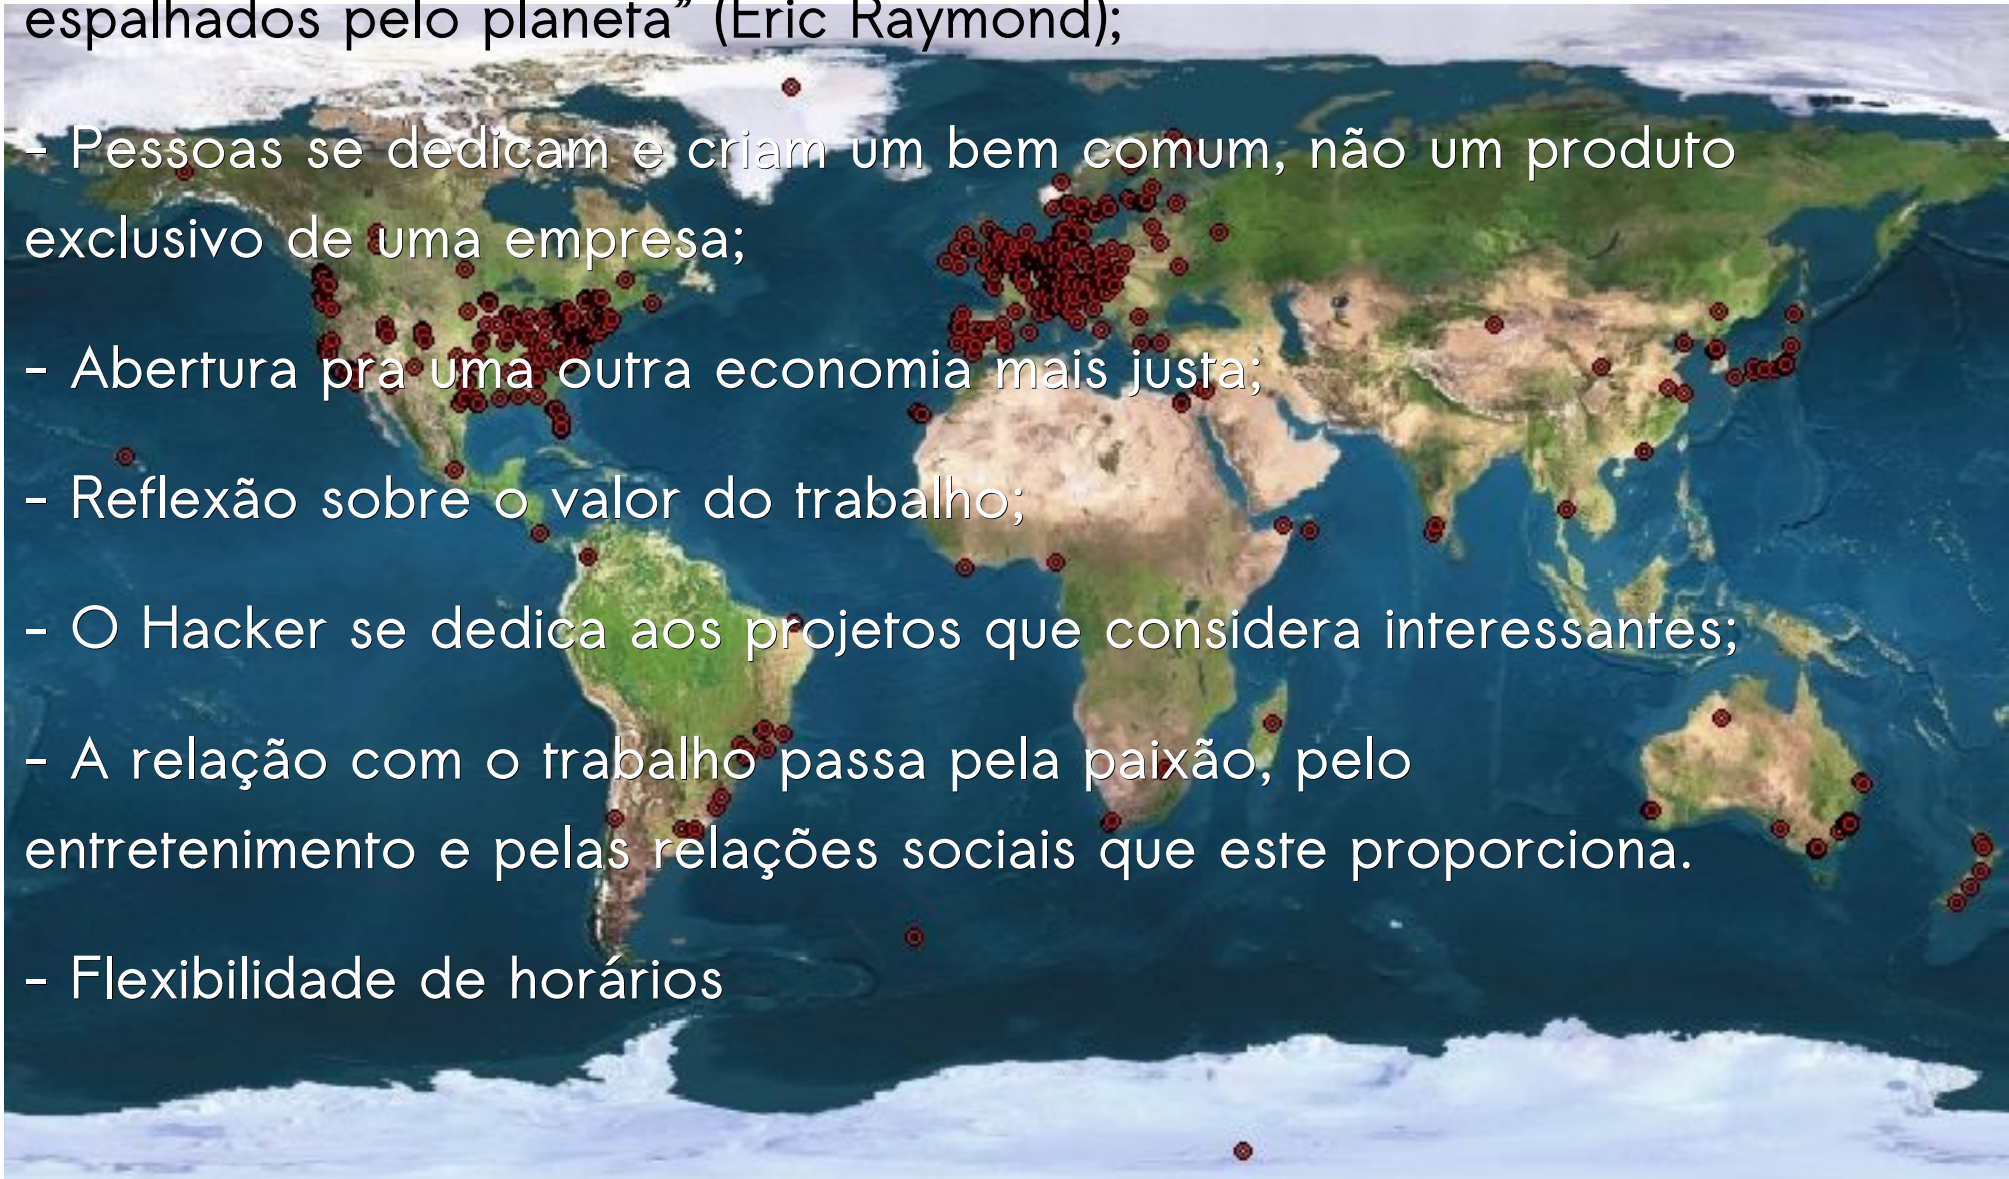 espalhados pelo planeta” (Eric Raymond);
- Pessoas se dedicam e criam um bem comum, não um produto
exclusivo de uma empresa;
- Abertura pra uma outra economia mais justa;
- Reflexão sobre o valor do trabalho;
- O Hacker se dedica aos projetos que considera interessantes;
- A relação com o trabalho passa pela paixão, pelo
entretenimento e pelas relações sociais que este proporciona.
- Flexibilidade de horários